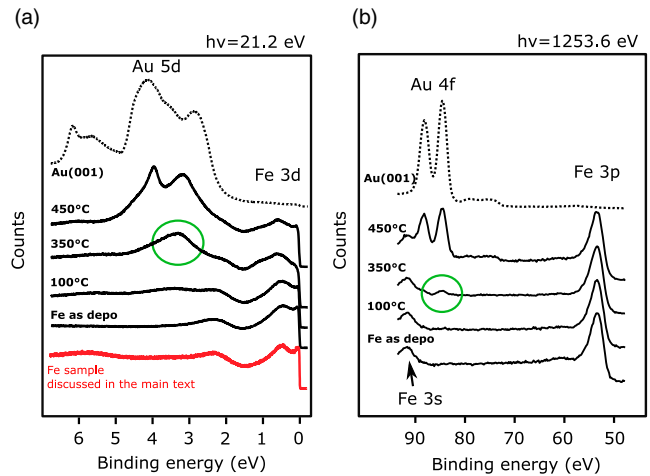 (a)
hν=21.2 eV
Au 5d
Au(001)
Fe 3d
450°C
350°C
100°C
Fe as depo
Fe sample
discussed in the main text
Counts
6 5 4 3 2 1 0
Binding energy (eV)
(b)
hν=1253.6 eV
Au 4f
Au(001)
Fe 3p
450°C
350°C
100°C
Fe as depo
Fe 3s
Counts
90 80 70 60 50
Binding energy (eV)